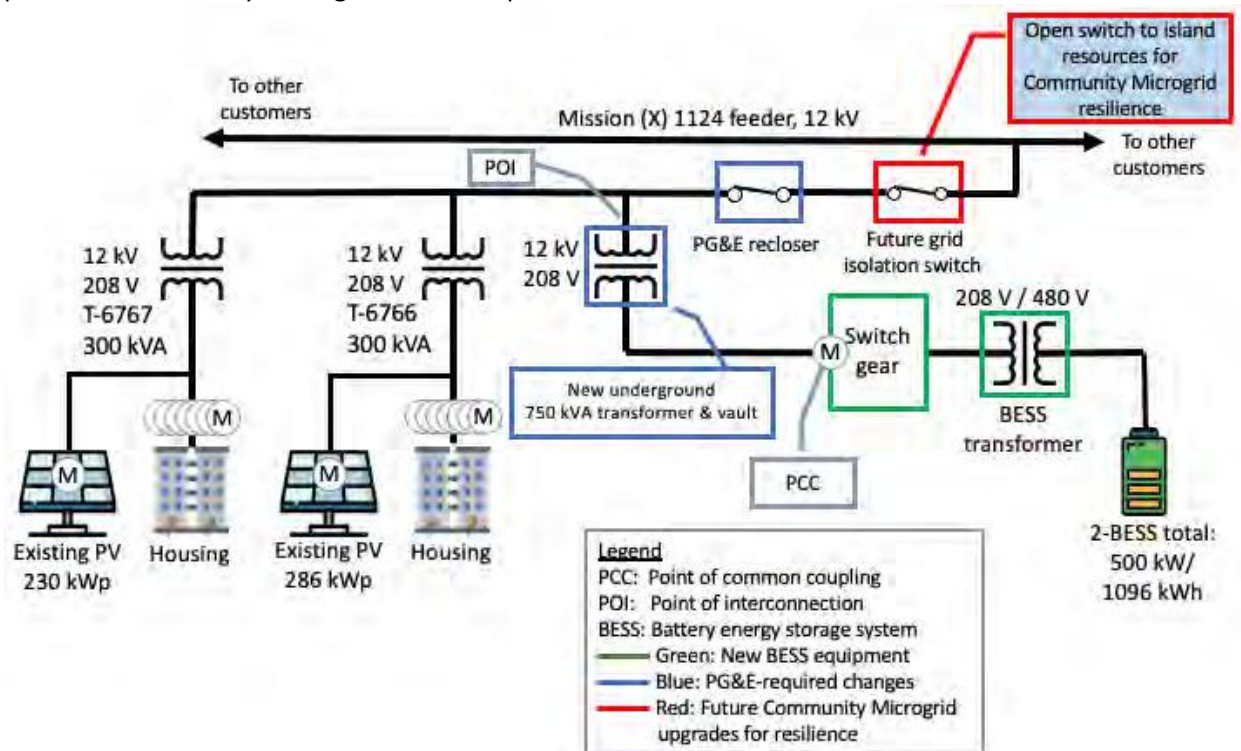 Open switch to island
resources for
Community Microgrid
resilience
To other
customers
Mission (X) 1124 feeder, 12 kV
To other
customers
POI
PG&E recloser
Future grid
isolation switch
12 kV
208 V
T-6767
300 kVA
12 kV
208 V
T-6766
300 kVA
12 kV
208 V
208 V / 480 V
M
Switch
gear
New underground
750 kVA transformer & vault
BESS
transformer
M
M
M
M
PCC
Existing PV
230 kWp
Housing
Existing PV
286 kWp
Housing
2-BESS total:
500 kW/
1096 kWh
Legend
PCC: Point of common coupling
POI: Point of interconnection
BESS: Battery energy storage system
Green: New BESS equipment
Blue: PG&E-required changes
Red: Future Community Microgrid
upgrades for resilience